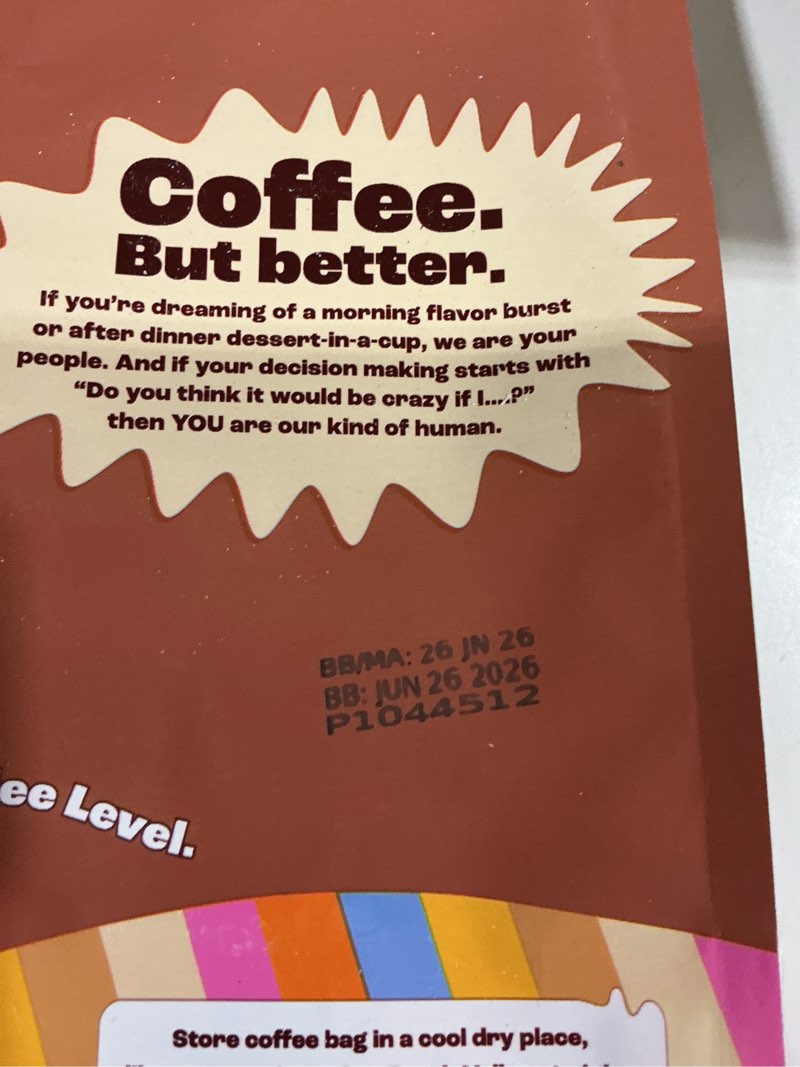 Coffee.
But better.
If you're dreaming of a morning flavor burst
or after dinner dessert-in-a-cup, we are your
people. And if your decision making starts with
“Do you think it would be crazy if I....?”
then YOU are our kind of human.
BB/MA: 26 JN 26
BB: JUN 26 2026
P1044512
ee Level.
Store coffee bag in a cool dry place,